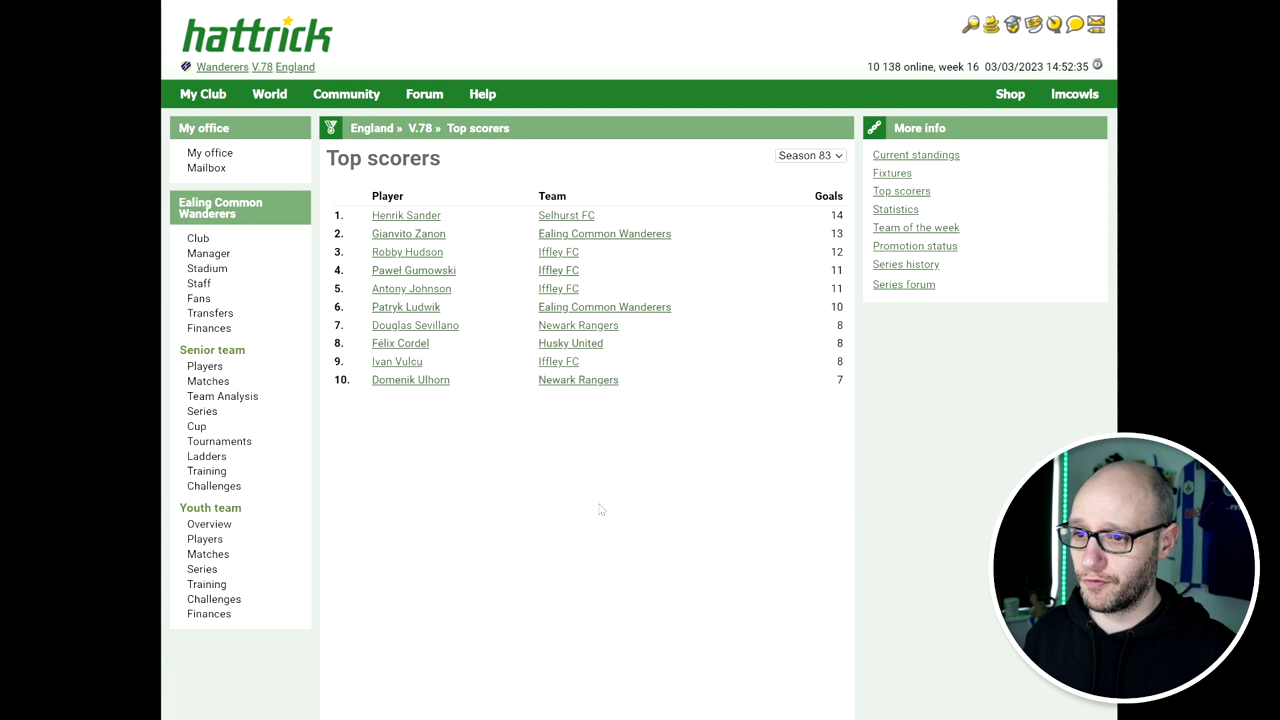 hattrick
Wanderers V.78 England
10 138 online, week 16 03/03/2023 14:52:35
My Club World Community Forum Help Shop lmcowls
My office
My office
Mailbox
Ealing Common
Wanderers
Club
Manager
Stadium
Staff
Fans
Transfers
Finances
Senior team
Players
Matches
Team Analysis
Series
Cup
Tournaments
Ladders
Training
Challenges
Youth team
Overview
Players
Matches
Series
Training
Challenges
Finances
England » V.78 » Top scorers
Top scorers
Season 83
Player Team Goals
1. Henrik Sander Selhurst FC 14
2. Gianvito Zanon Ealing Common Wanderers 13
3. Robby Hudson Iffley FC 12
4. Paweł Gumowski Iffley FC 11
5. Antony Johnson Iffley FC 11
6. Patryk Ludwik Ealing Common Wanderers 10
7. Douglas Sevillano Newark Rangers 8
8. Félix Cordel Husky United 8
9. Ivan Vulcu Iffley FC 8
10. Domenik Ulhorn Newark Rangers 7
More info
Current standings
Fixtures
Top scorers
Statistics
Team of the week
Promotion status
Series history
Series forum